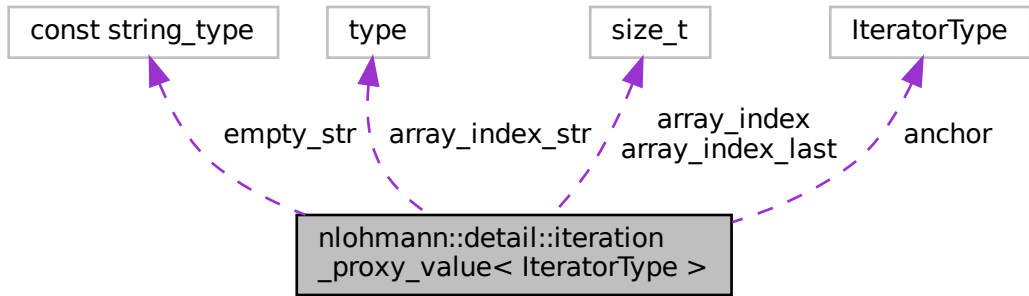 const string_type
type
size_t
IteratorType
empty_str
array_index_str
array_index
array_index_last
anchor
nlohmann::detail::iteration
_proxy_value< IteratorType >